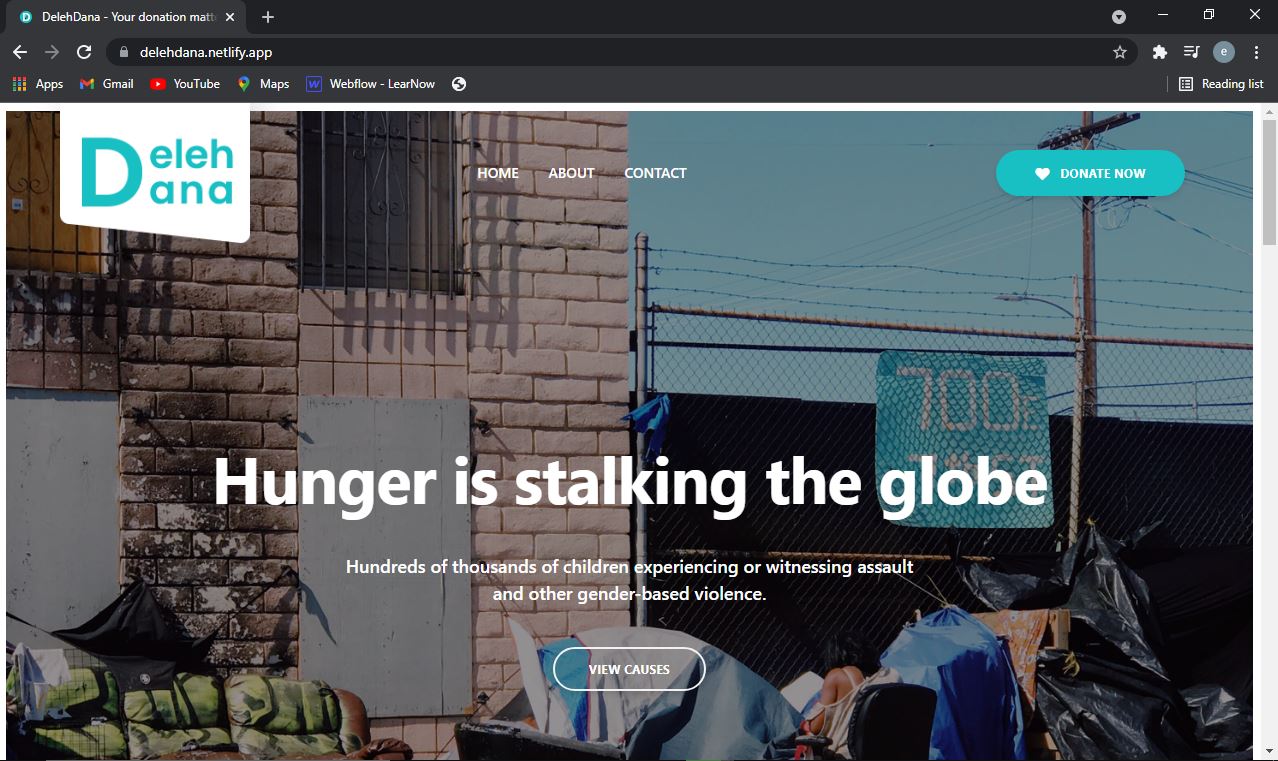 DelehDana - Your donation matt
delehdana.netlify.app
e
Apps
Gmail
YouTube
Maps
W
Webflow - LearNow
Reading list
Deleh
Dana
HOME
ABOUT
CONTACT
DONATE NOW
700E
Hunger is stalking the globe
Hundreds of thousands of children experiencing or witnessing assault
and other gender-based violence.
VIEW CAUSES